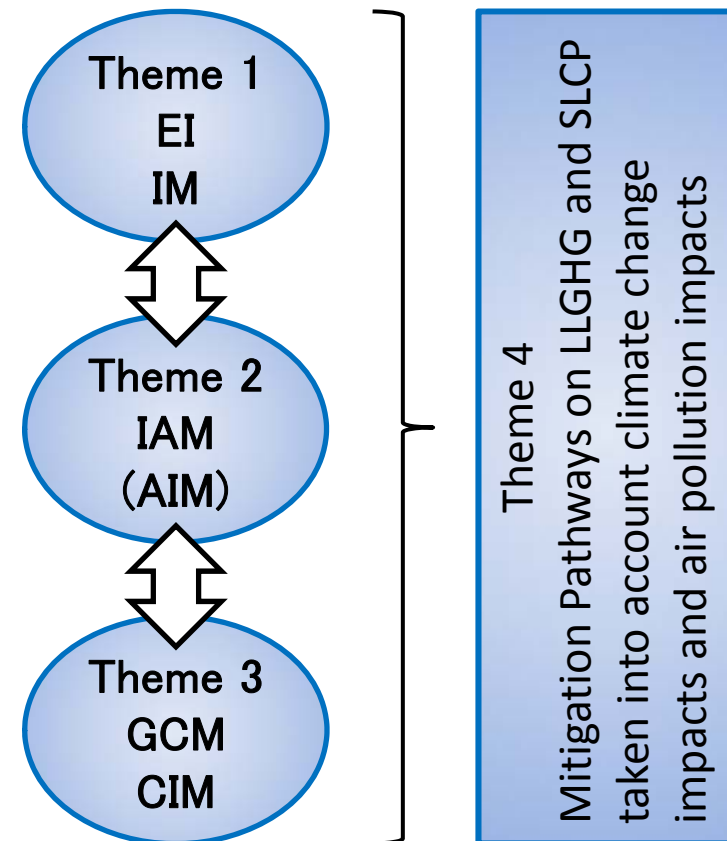 Theme 1
EI
IM
Theme 2
IAM
(AIM)
Theme 3
GCM
CIM
Theme 4
Mitigation Pathways on LLGHG and SLCP
taken into account climate change
impacts and air pollution impacts